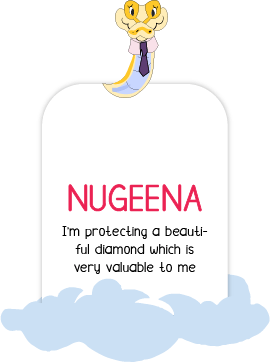 NUGEENA
I'm protecting a beauti-
ful diamond which is
very valuable to me